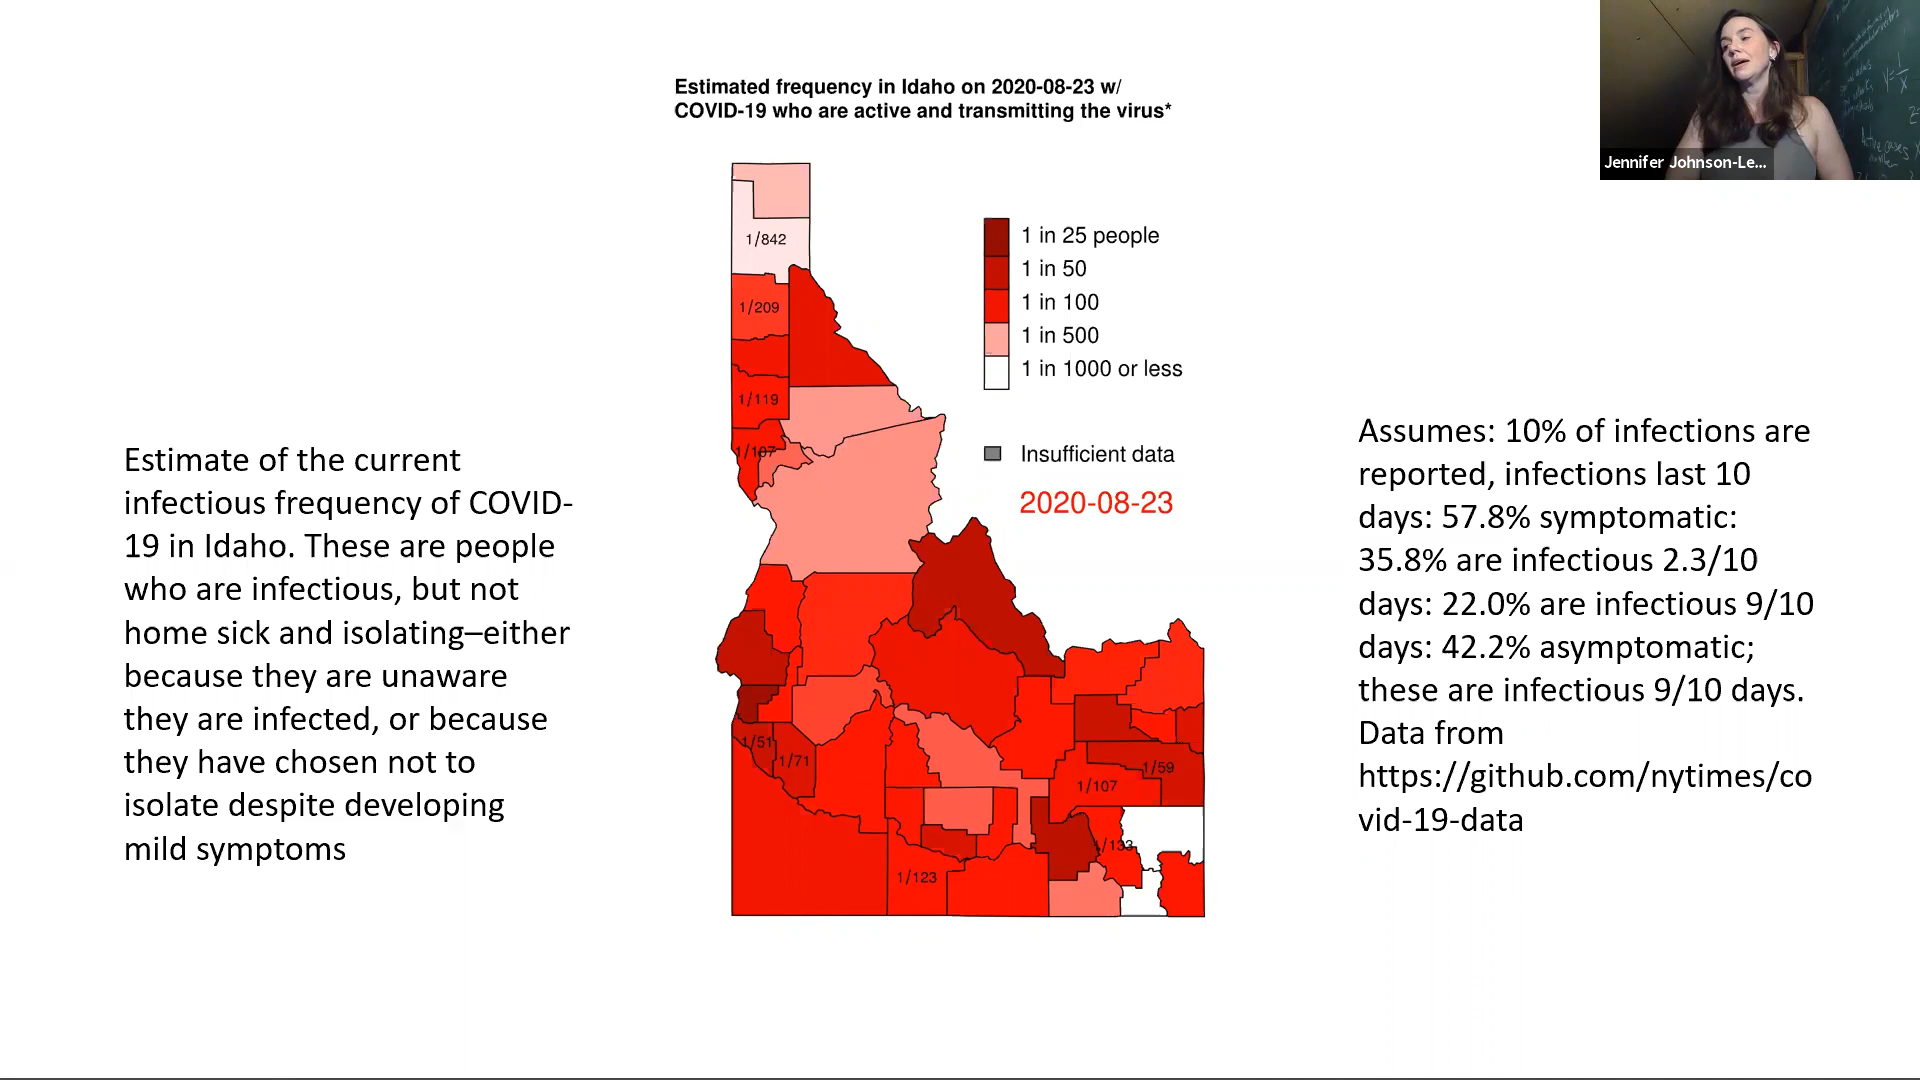 Estimated frequency in Idaho on 2020-08-23 w/
COVID-19 who are active and transmitting the virus*
Jennifer Johnson-Le...
1/842
1/209
1/119
1/107
1/51
1/71
1/59
1/107
1/133
1/123
1 in 25 people
1 in 50
1 in 100
1 in 500
1 in 1000 or less
Insufficient data
2020-08-23
Estimate of the current
infectious frequency of COVID-
19 in Idaho. These are people
who are infectious, but not
home sick and isolating–either
because they are unaware
they are infected, or because
they have chosen not to
isolate despite developing
mild symptoms
Assumes: 10% of infections are
reported, infections last 10
days: 57.8% symptomatic:
35.8% are infectious 2.3/10
days: 22.0% are infectious 9/10
days: 42.2% asymptomatic;
these are infectious 9/10 days.
Data from
https://github.com/nytimes/co
vid-19-data